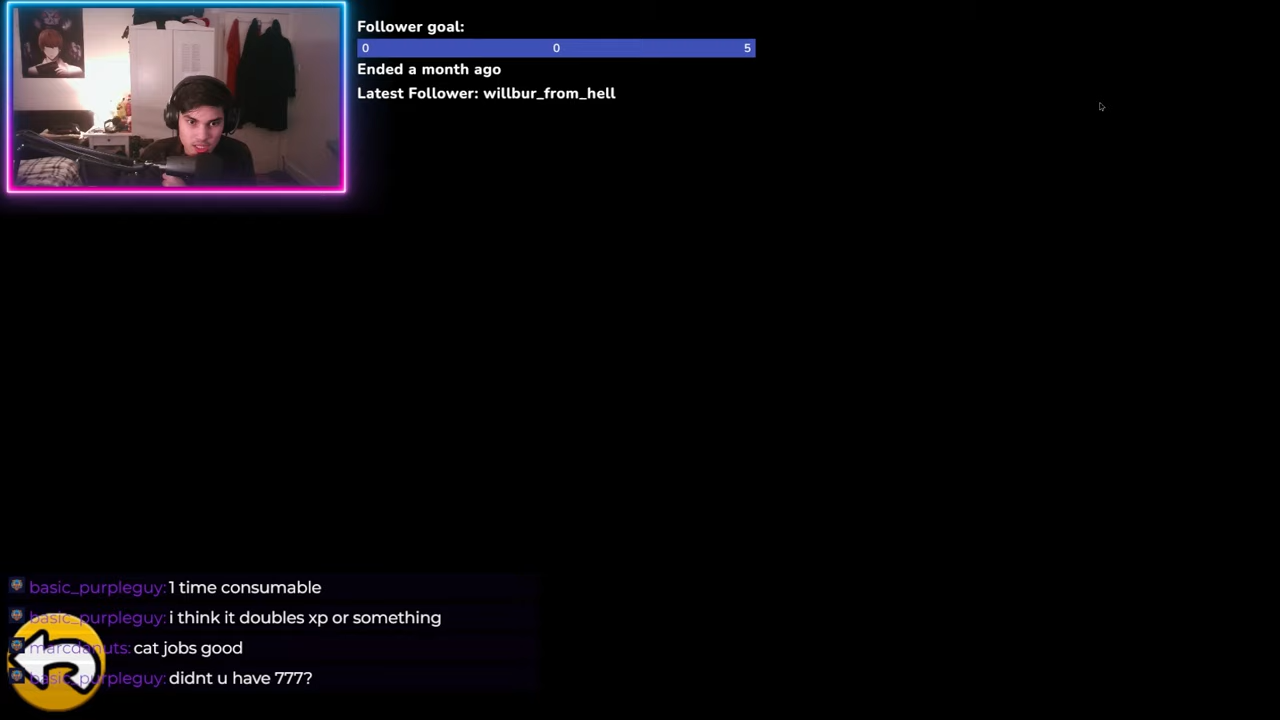 Follower goal:
0 0 5
Ended a month ago
Latest Follower: willbur_from_hell
basic_purpleguy: 1 time consumable
basic_purpleguy: i think it doubles xp or something
marcdanuts: cat jobs good
basic_purpleguy: didnt u have 777?